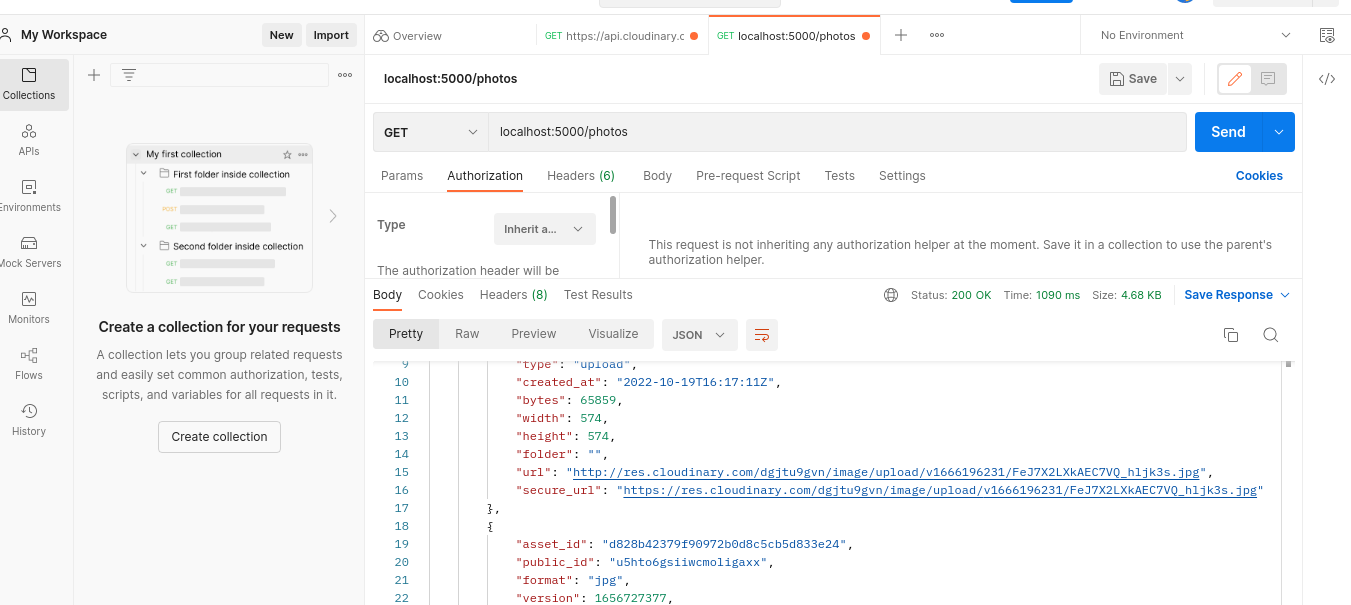 My Workspace
New
Import
Overview
GET https://api.cloudinary.c
GET localhost:5000/photos
No Environment
Collections
APIs
Environments
Mock Servers
Monitors
Flows
History
My first collection
First folder inside collection
GET
POST
GET
Second folder inside collection
GET
GET
Create a collection for your requests
A collection lets you group related requests
and easily set common authorization, tests,
scripts, and variables for all requests in it.
Create collection
localhost:5000/photos
Save
</>
GET
localhost:5000/photos
Send
Params
Authorization
Headers (6)
Body
Pre-request Script
Tests
Settings
Cookies
Type
Inherit a...
The authorization header will be
This request is not inheriting any authorization helper at the moment. Save it in a collection to use the parent's
authorization helper.
Body
Cookies
Headers (8)
Test Results
Status: 200 OK
Time: 1090 ms
Size: 4.68 KB
Save Response
Pretty
Raw
Preview
Visualize
JSON
9 "type": "upload",
10 "created_at": "2022-10-19T16:17:11Z",
11 "bytes": 65859,
12 "width": 574,
13 "height": 574,
14 "folder": "",
15 "url": "http://res.cloudinary.com/dgjtu9gvn/image/upload/v1666196231/FeJ7X2LXkAEC7VQ_hljk3s.jpg",
16 "secure_url": "https://res.cloudinary.com/dgjtu9gvn/image/upload/v1666196231/FeJ7X2LXkAEC7VQ_hljk3s.jpg"
17 },
18 {
19 "asset_id": "d828b42379f90972b0d8c5cb5d833e24",
20 "public_id": "u5hto6gsiiwcmoligaxx",
21 "format": "jpg",
22 "version": 1656727377,